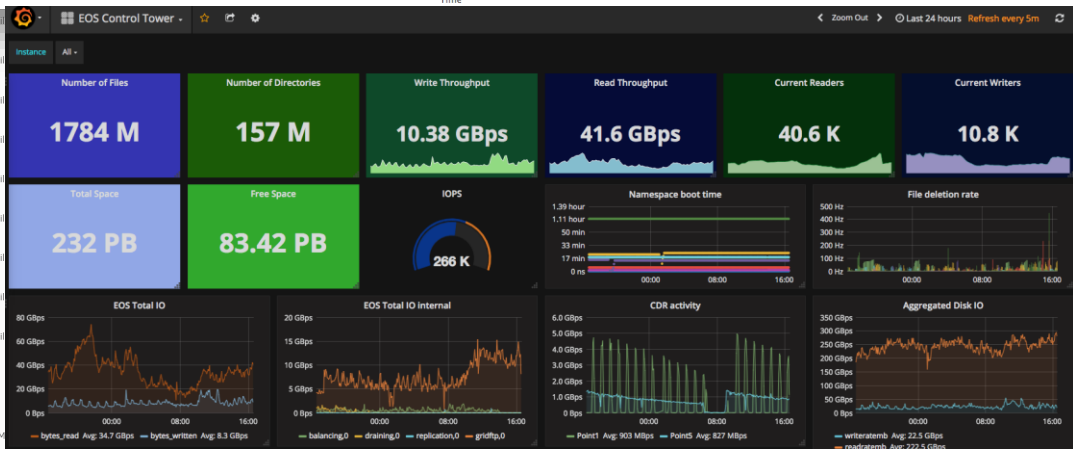 Time
EOS Control Tower
Zoom Out
Last 24 hours Refresh every 5m
Instance All
Number of Files
1784 M
Number of Directories
157 M
Write Throughput
10.38 GBps
Read Throughput
41.6 GBps
Current Readers
40.6 K
Current Writers
10.8 K
Total Space
232 PB
Free Space
83.42 PB
IOPS
266 K
Namespace boot time
1.39 hour
1.11 hour
50 min
33 min
17 min
0 ns
00:00 08:00 16:00
File deletion rate
500 Hz
400 Hz
300 Hz
200 Hz
100 Hz
0 Hz
00:00 08:00 16:00
EOS Total IO
80 GBps
60 GBps
40 GBps
20 GBps
0 Bps
00:00 08:00 16:00
bytes_read Avg: 34.7 GBps bytes_written Avg: 8.3 GBps
EOS Total IO internal
20 GBps
15 GBps
10 GBps
5 GBps
0 Bps
00:00 08:00 16:00
balancing,0 draining,0 replication,0 gridftp,0
CDR activity
6.0 GBps
5.0 GBps
4.0 GBps
3.0 GBps
2.0 GBps
1.0 GBps
0 Bps
00:00 08:00 16:00
Point1 Avg: 903 MBps Point5 Avg: 827 MBps
Aggregated Disk IO
350 GBps
300 GBps
250 GBps
200 GBps
150 GBps
100 GBps
50 GBps
0 Bps
00:00 08:00 16:00
writeratemb Avg: 22.5 GBps
readratemb Avg: 222.5 GBps